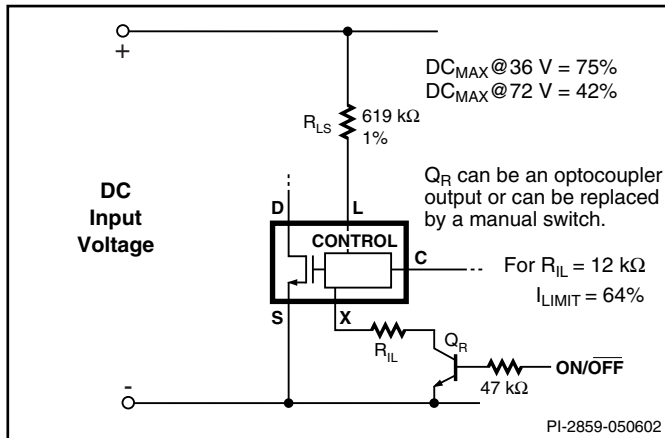 +
DC_MAX@36 V = 75%
DC_MAX@72 V = 42%
R_LS
619 kΩ
1%
Q_R can be an optocoupler
output or can be replaced
by a manual switch.
DC
Input
Voltage
D
L
CONTROL
C
For R_IL = 12 kΩ
I_LIMIT = 64%
S
X
R_IL
Q_R
47 kΩ
ON/O̅F̅F̅
-
PI-2859-050602